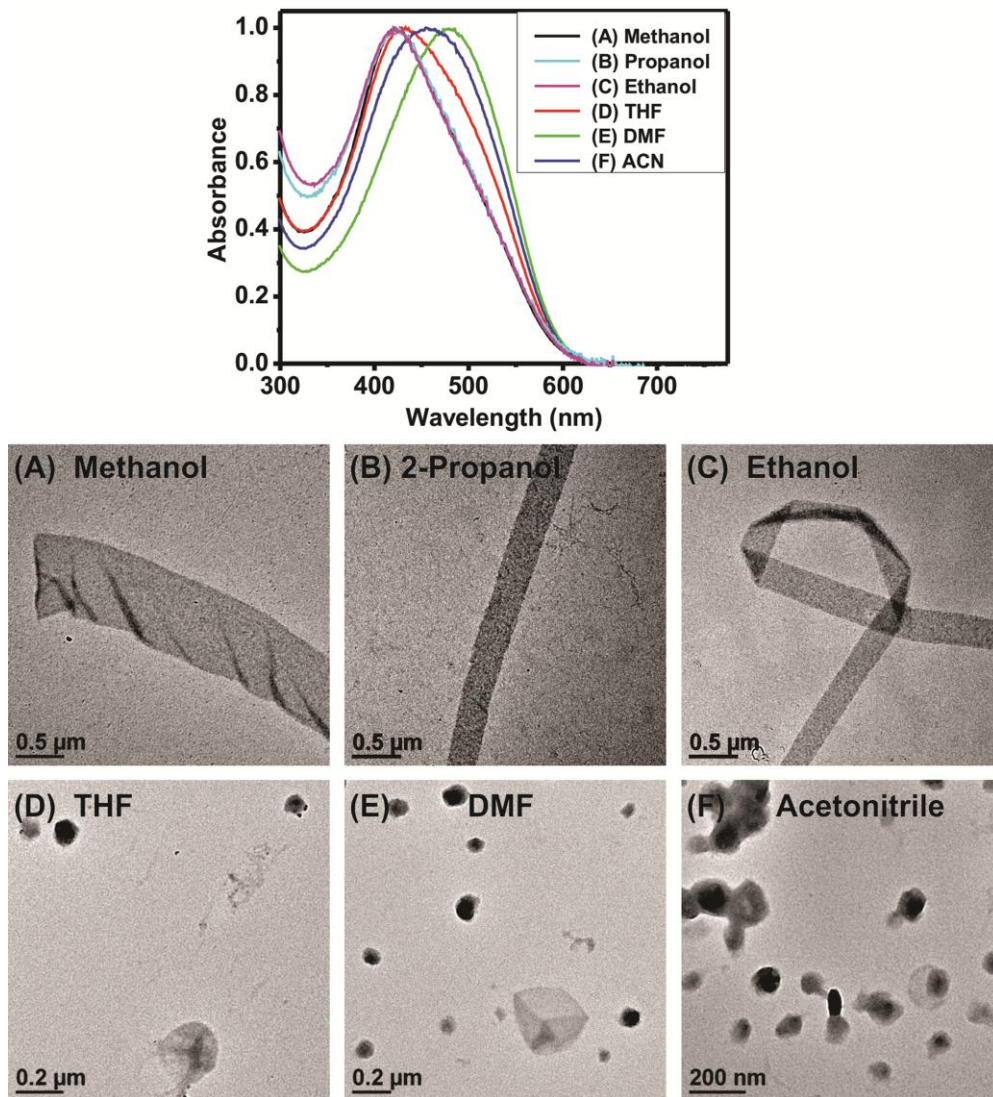 Absorbance
1.0
0.8
0.6
0.4
0.2
0.0
(A) Methanol
(B) Propanol
(C) Ethanol
(D) THF
(E) DMF
(F) ACN
300 400 500 600 700
Wavelength (nm)
(A) Methanol
0.5 µm
(B) 2-Propanol
0.5 µm
(C) Ethanol
0.5 µm
(D) THF
0.2 µm
(E) DMF
0.2 µm
(F) Acetonitrile
200 nm